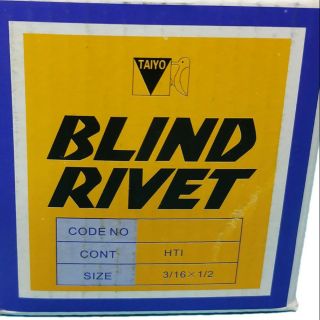 TAIYO
BLIND
RIVET
CODE NO
CONT HTI
SIZE 3/16×1/2